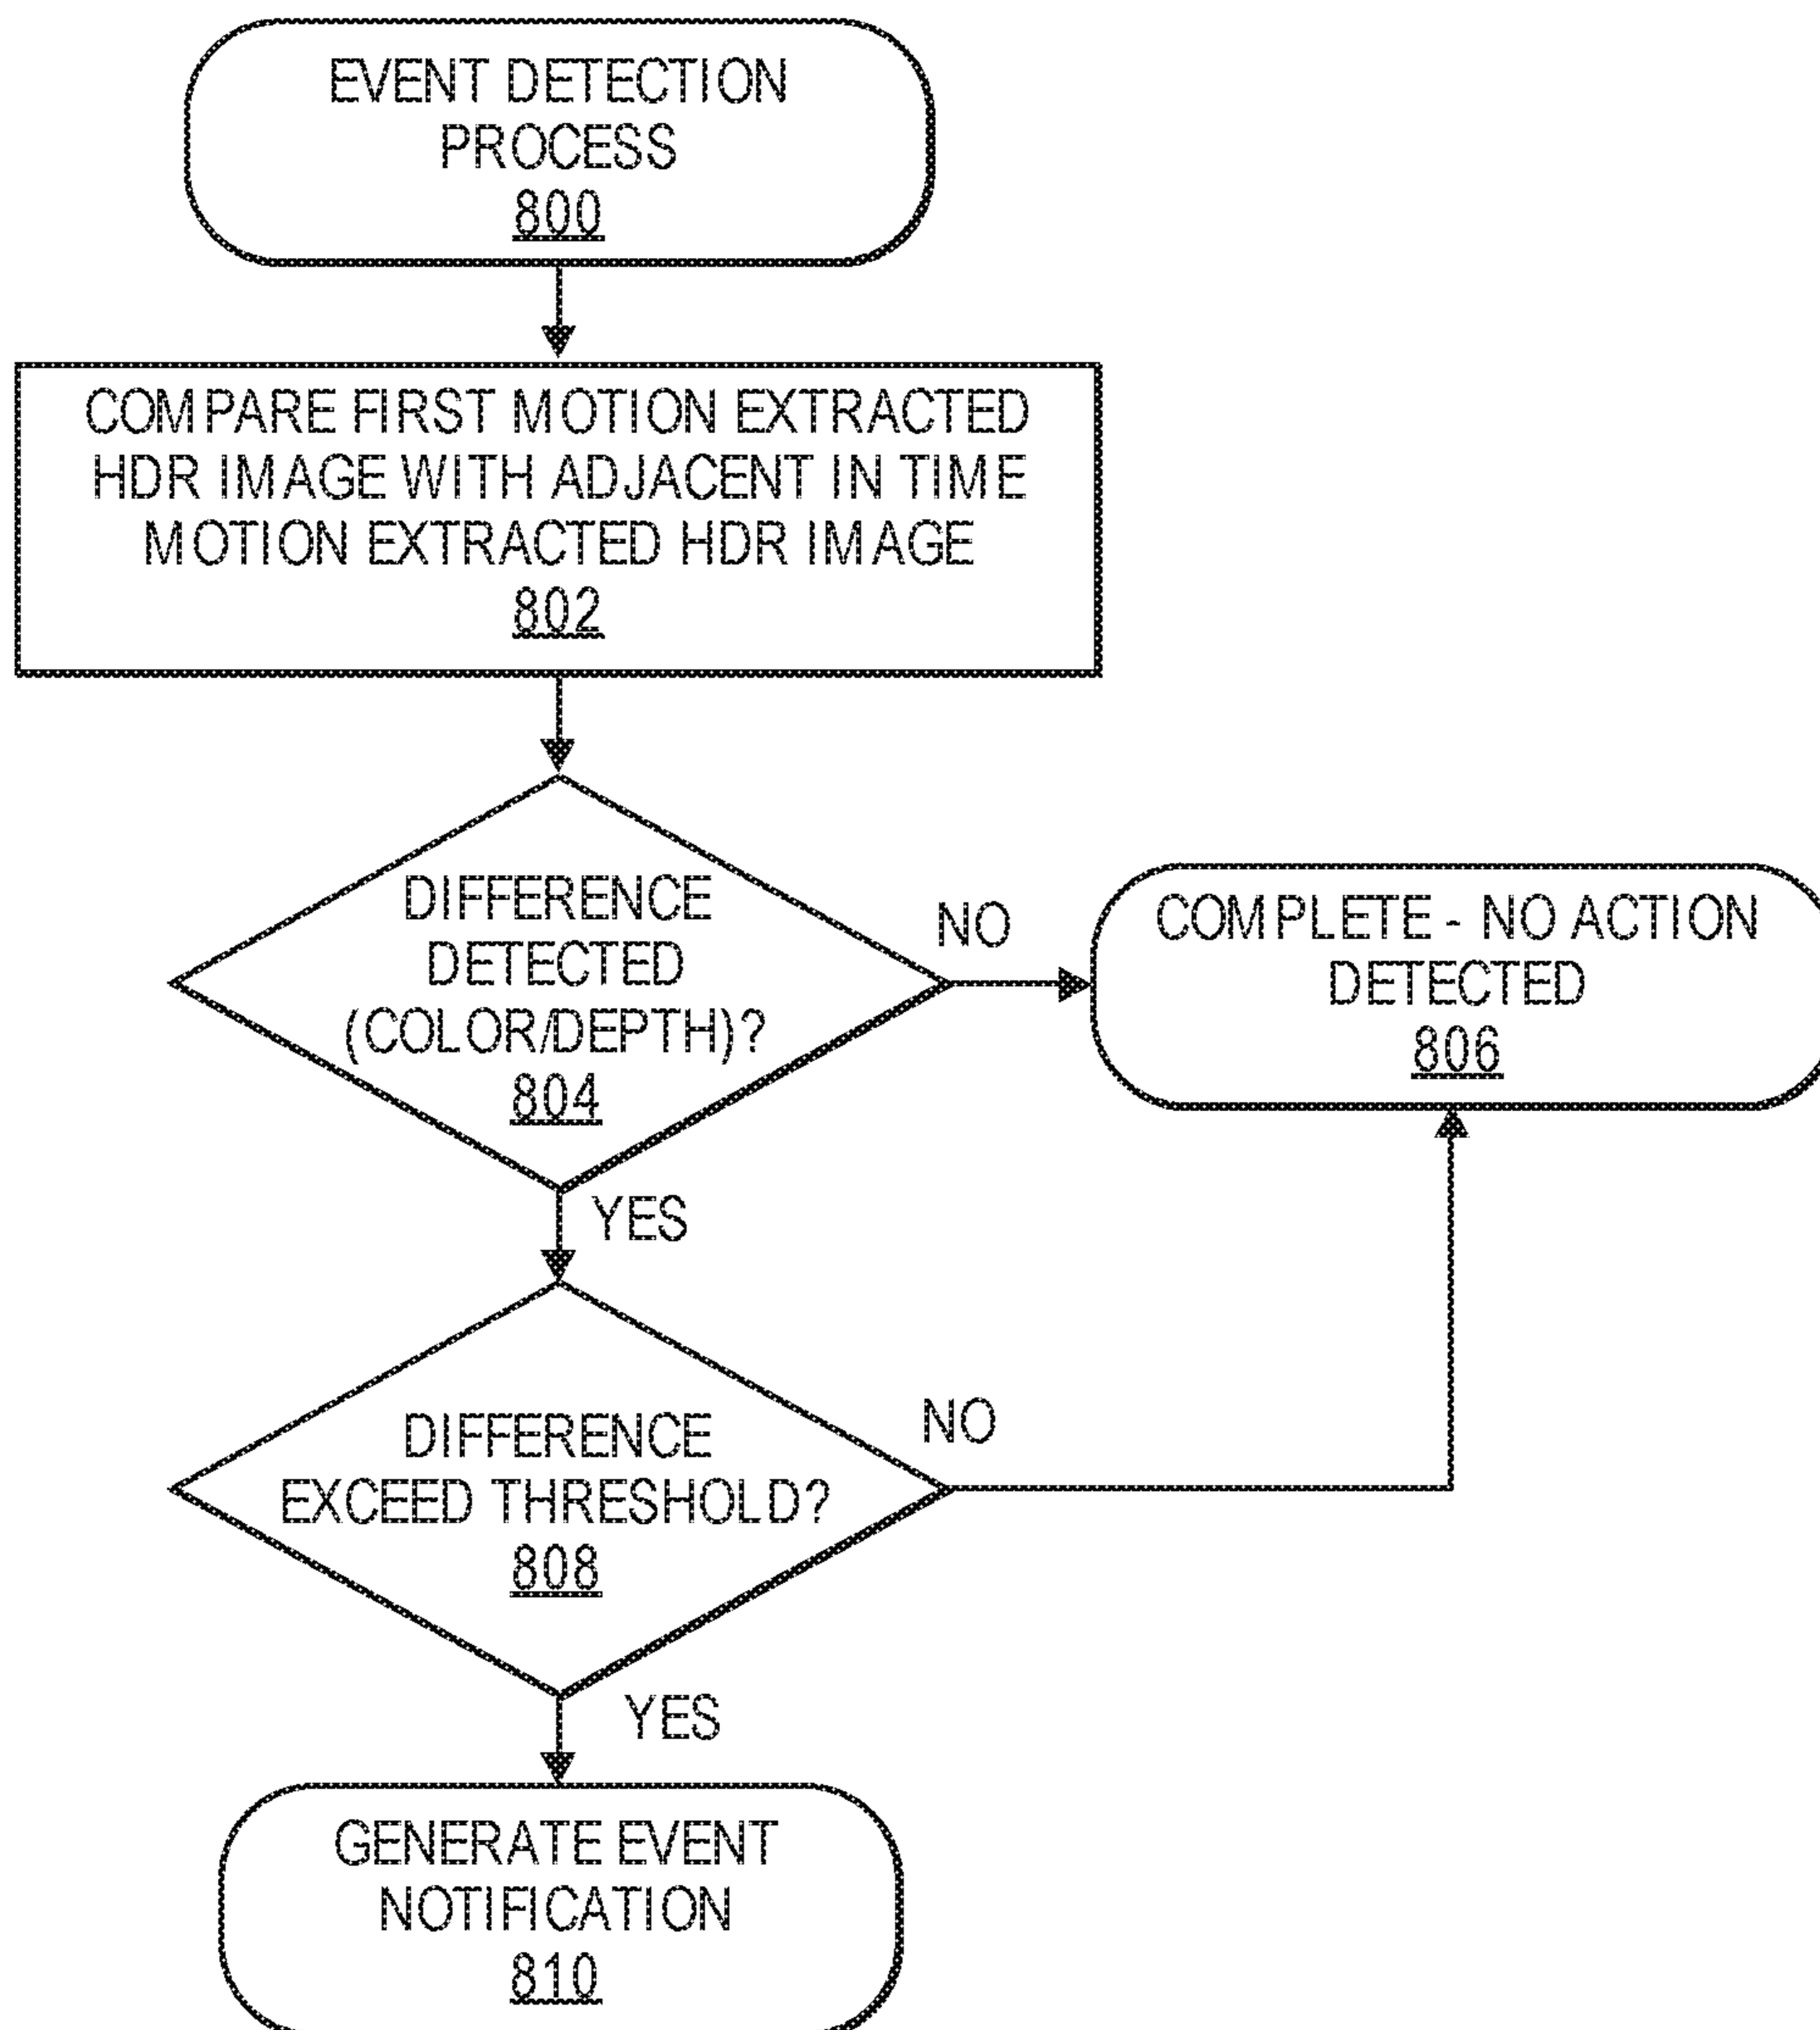 EVENT DETECTION
PROCESS
800
COMPARE FIRST MOTION EXTRACTED
HDR IMAGE WITH ADJACENT IN TIME
MOTION EXTRACTED HDR IMAGE
802
DIFFERENCE
DETECTED
(COLOR/DEPTH)?
804
NO
COMPLETE - NO ACTION
DETECTED
806
YES
DIFFERENCE
EXCEED THRESHOLD?
808
NO
YES
GENERATE EVENT
NOTIFICATION
810